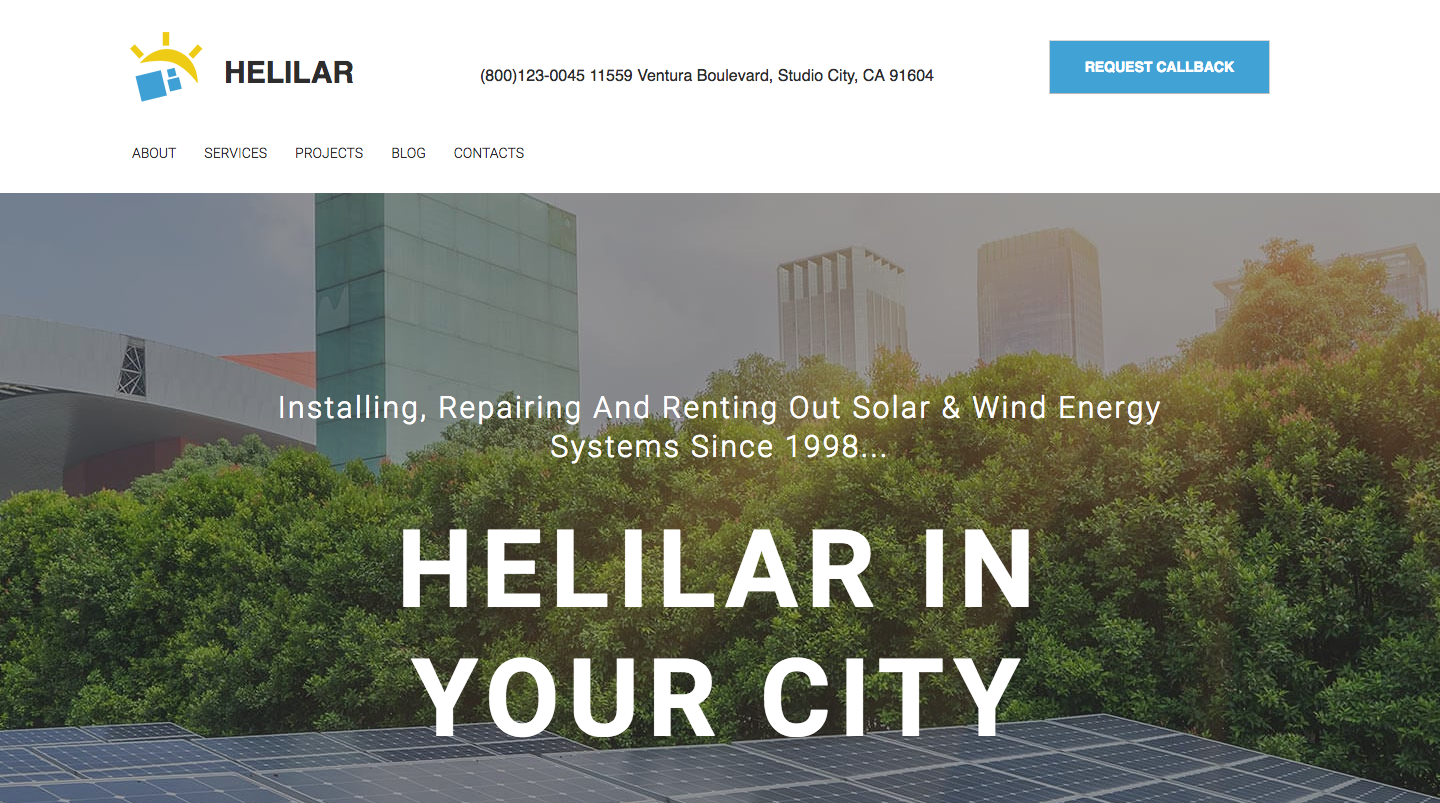 HELILAR
(800)123-0045 11559 Ventura Boulevard, Studio City, CA 91604
REQUEST CALLBACK
ABOUT SERVICES PROJECTS BLOG CONTACTS
Installing, Repairing And Renting Out Solar & Wind Energy
Systems Since 1998...
HELILAR IN
YOUR CITY